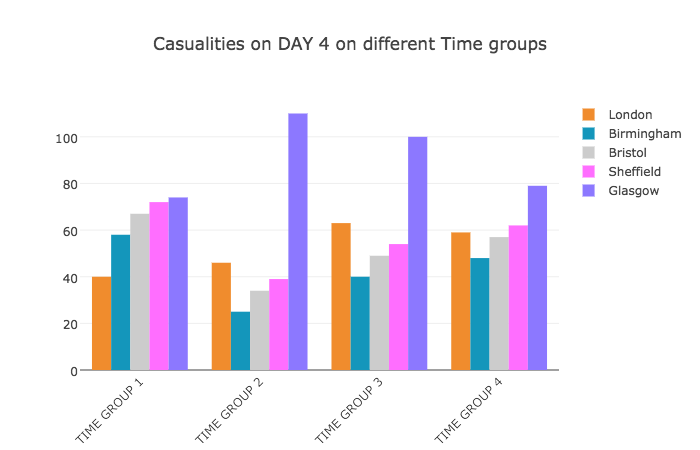 Casualities on DAY 4 on different Time groups
London
Birmingham
Bristol
Sheffield
Glasgow
100
80
60
40
20
0
TIME GROUP 1
TIME GROUP 2
TIME GROUP 3
TIME GROUP 4